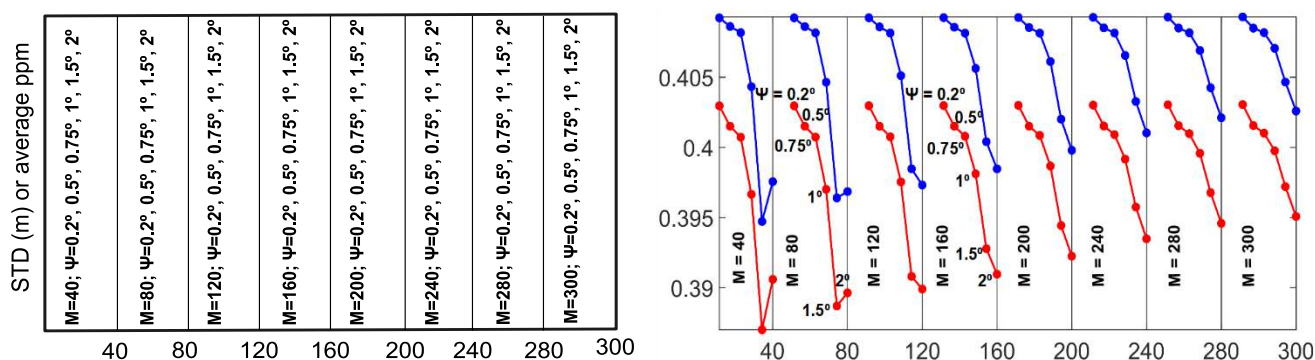 STD (m) or average ppm
M=40; Ψ=0.2º, 0.5º, 0.75º, 1º, 1.5º, 2º
M=80; Ψ=0.2º, 0.5º, 0.75º, 1º, 1.5º, 2º
M=120; Ψ=0.2º, 0.5º, 0.75º, 1º, 1.5º, 2º
M=160; Ψ=0.2º, 0.5º, 0.75º, 1º, 1.5º, 2º
M=200; Ψ=0.2º, 0.5º, 0.75º, 1º, 1.5º, 2º
M=240; Ψ=0.2º, 0.5º, 0.75º, 1º, 1.5º, 2º
M=280; Ψ=0.2º, 0.5º, 0.75º, 1º, 1.5º, 2º
M=300; Ψ=0.2º, 0.5º, 0.75º, 1º, 1.5º, 2º
40 80 120 160 200 240 280 300
0.405
0.4
0.395
0.39
Ψ = 0.2º
0.5º
0.75º
1º
2º
1.5º
Ψ = 0.2º
0.5º
0.75º
1º
1.5º
2º
M = 40
M = 80
M = 120
M = 160
M = 200
M = 240
M = 280
M = 300
40 80 120 160 200 240 280 300